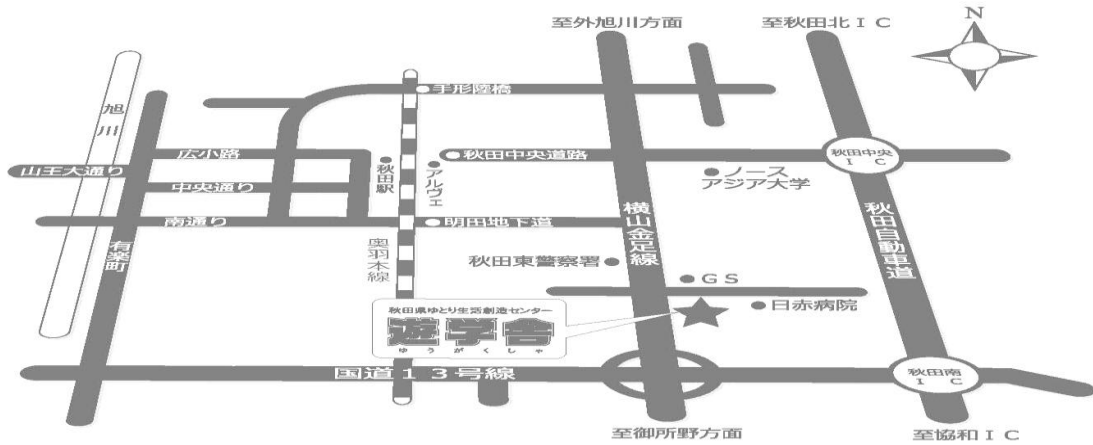 至外旭川方面
至秋田北ＩＣ
N
手形陸橋
旭川
広小路
秋田中央道路
秋田中央
ＩＣ
山王大通り
秋田駅
アルヴェ
ノース
アジア大学
中央通り
南通り
明田地下道
横山金足線
秋田自動車道
有楽町
奥羽本線
秋田東警察署
ＧＳ
日赤病院
秋田県ゆとり生活創造センター
遊学舎
ゆうがくしゃ
国道１３号線
秋田南
ＩＣ
至御所野方面
至協和ＩＣ